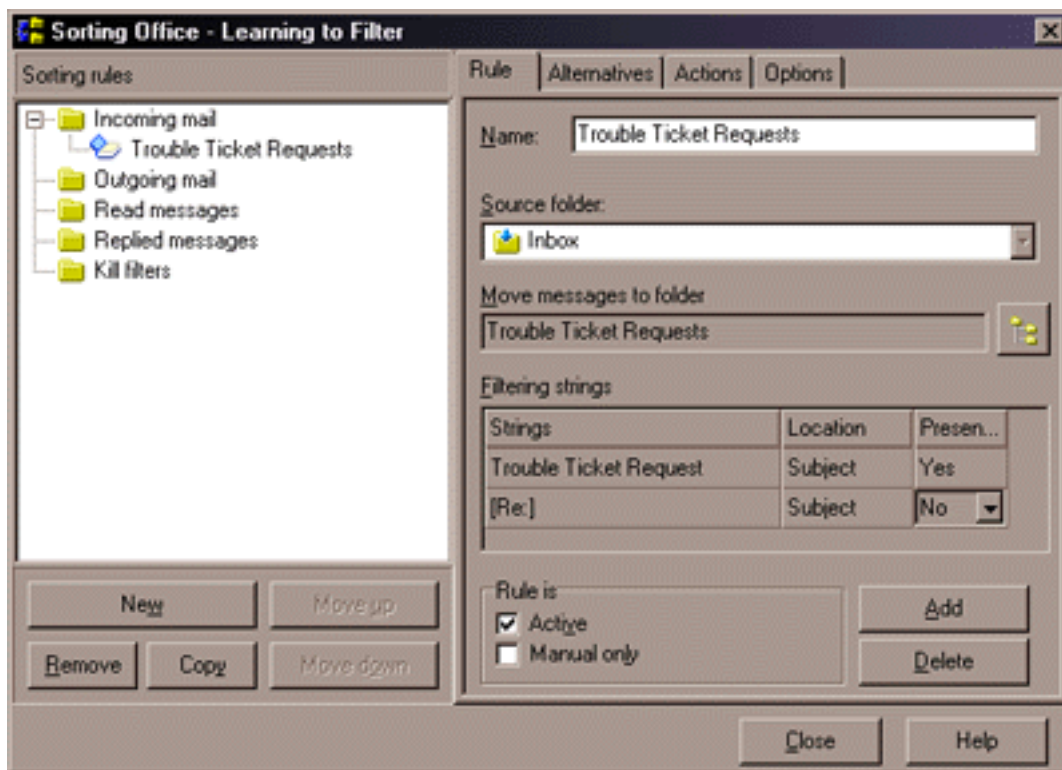 Sorting Office - Learning to Filter
Sorting rules
Incoming mail
Trouble Ticket Requests
Outgoing mail
Read messages
Replied messages
Kill filters
New
Move up
Remove
Copy
Move down
Rule
Alternatives
Actions
Options
Name:
Trouble Ticket Requests
Source folder:
Inbox
Move messages to folder
Trouble Ticket Requests
Filtering strings
Strings Location Presen...
Trouble Ticket Request Subject Yes
[Re:] Subject No
Rule is
Active
Manual only
Add
Delete
Close
Help